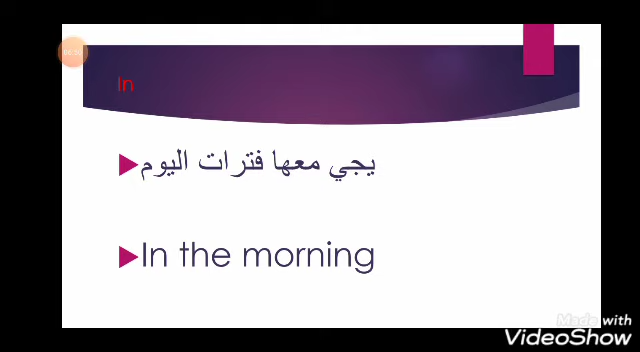 In
يجي معها فترات اليوم
In the morning
Made with
VideoShow